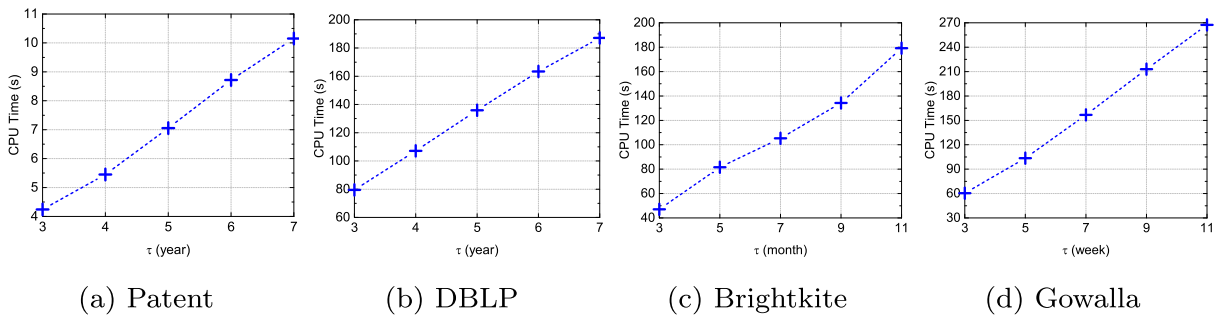 11
10
9
8
7
6
5
4
CPU Time (s)
3 4 5 6 7
τ (year)
(a) Patent
200
180
160
140
120
100
80
60
CPU Time (s)
3 4 5 6 7
τ (year)
(b) DBLP
200
180
160
140
120
100
80
60
40
CPU Time (s)
3 5 7 9 11
τ (month)
(c) Brightkite
270
240
210
180
150
120
90
60
30
CPU Time (s)
3 5 7 9 11
τ (week)
(d) Gowalla